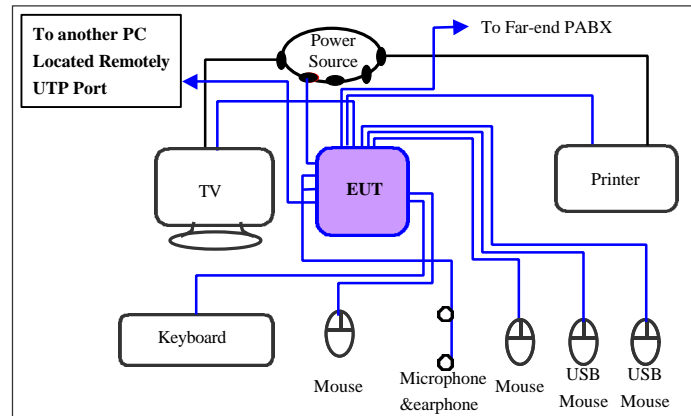 To another PC
Located Remotely
UTP Port
Power
Source
To Far-end PABX
TV
EUT
Printer
Keyboard
Mouse
Microphone
&earphone
Mouse
USB
Mouse
USB
Mouse